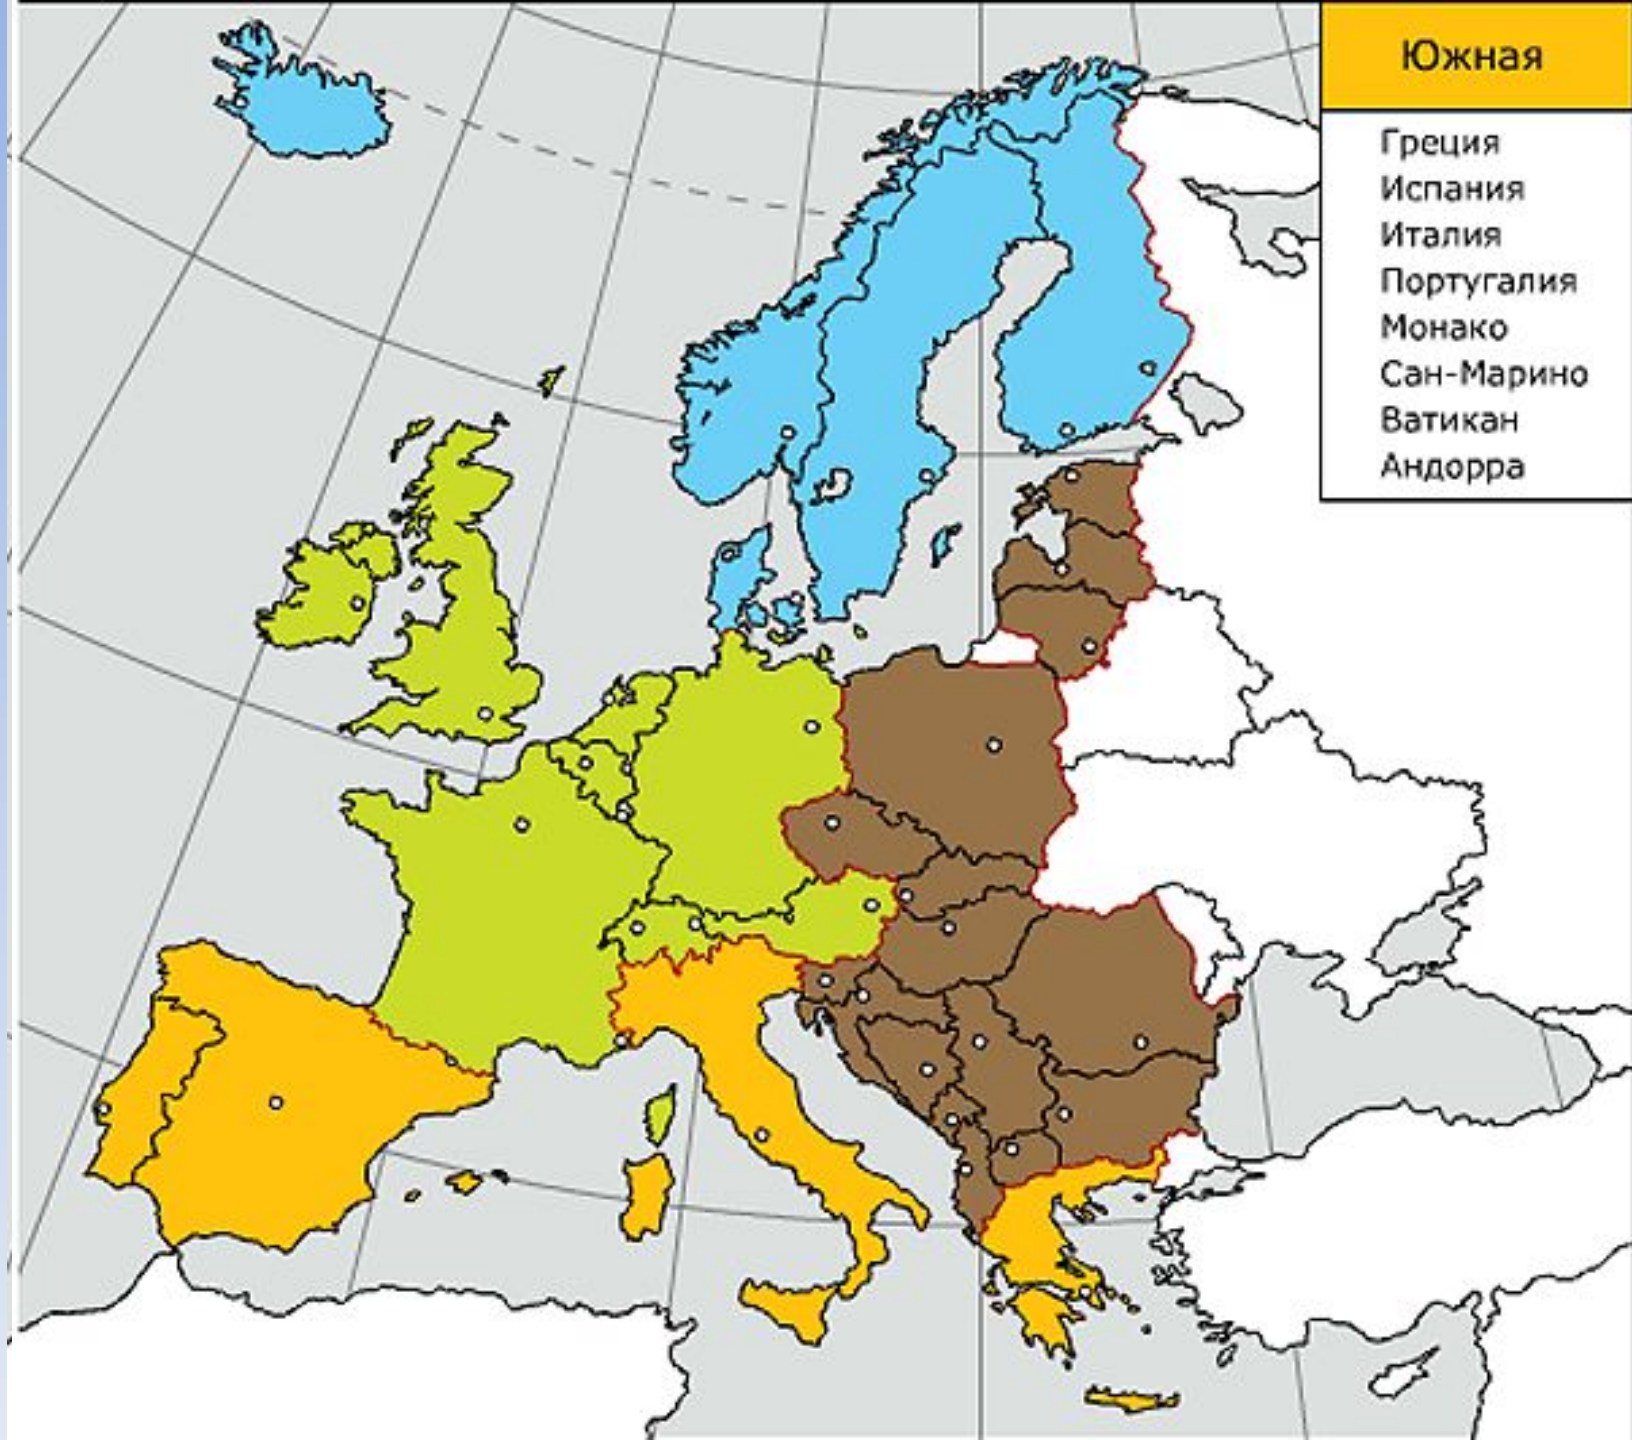 Южная
Греция
Испания
Италия
Португалия
Монако
Сан-Марино
Ватикан
Андорра